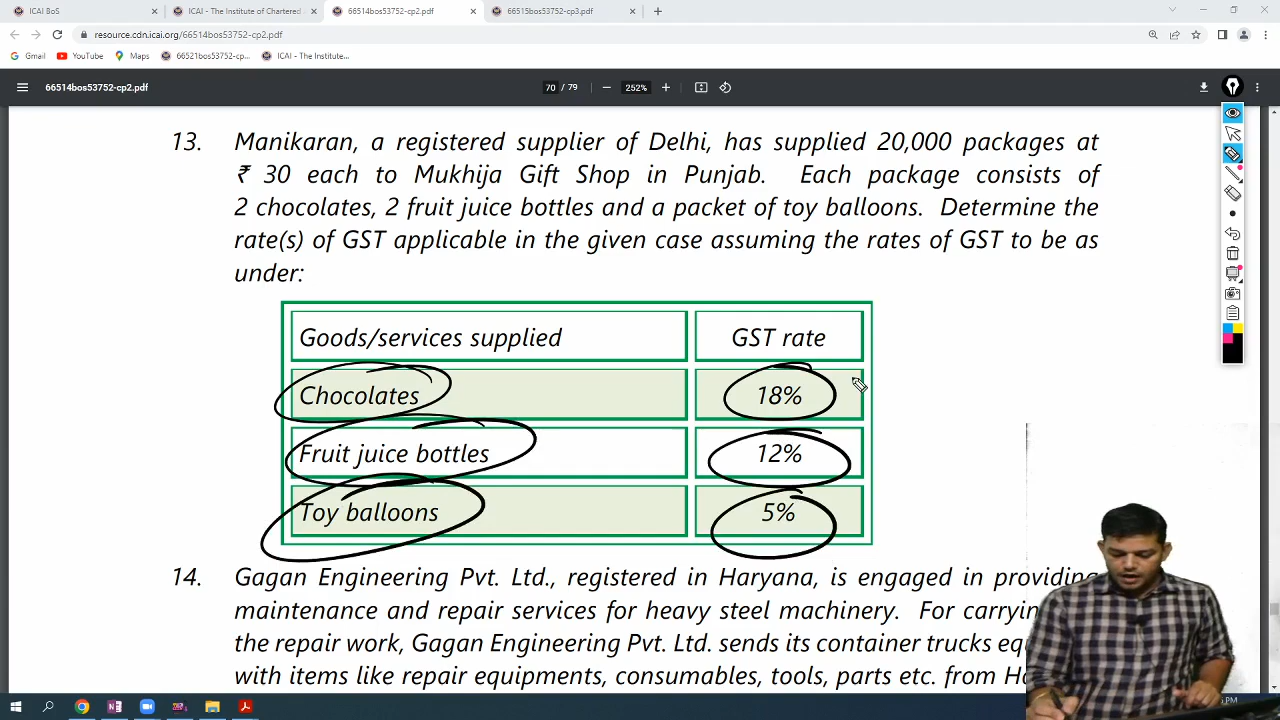 ICAI BoS
ICAI - The Institute of Chartered
66514bos53752-cp2.pdf
66515bos53752-cp3.pdf
resource.cdn.icai.org/66514bos53752-cp2.pdf
Gmail
YouTube
Maps
66521bos53752-cp...
ICAI - The Institute...
66514bos53752-cp2.pdf
70 / 79
252%
13. Manikaran, a registered supplier of Delhi, has supplied 20,000 packages at
₹ 30 each to Mukhija Gift Shop in Punjab. Each package consists of
2 chocolates, 2 fruit juice bottles and a packet of toy balloons. Determine the
rate(s) of GST applicable in the given case assuming the rates of GST to be as
under:
Goods/services supplied GST rate
Chocolates 18%
Fruit juice bottles 12%
Toy balloons 5%
14. Gagan Engineering Pvt. Ltd., registered in Haryana, is engaged in providing
maintenance and repair services for heavy steel machinery. For carrying
the repair work, Gagan Engineering Pvt. Ltd. sends its container trucks
with items like repair equipments, consumables, tools, parts etc. from
PM